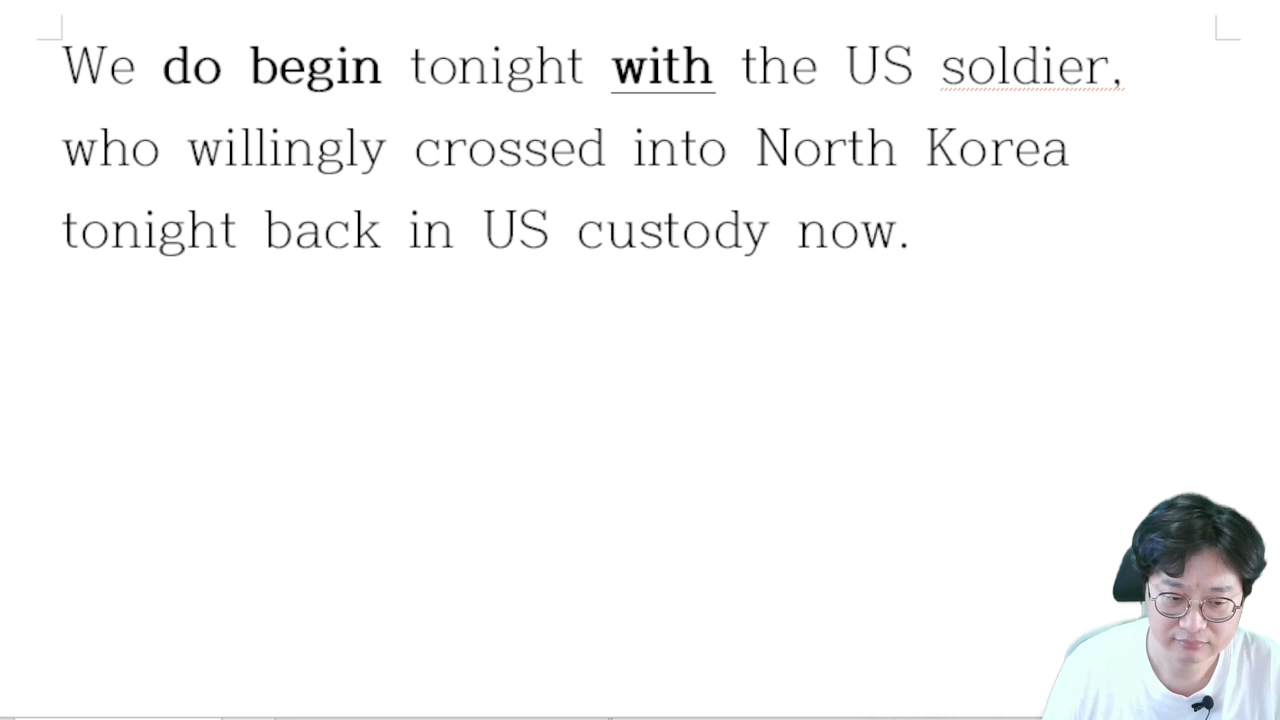 We do begin tonight with the US soldier,
who willingly crossed into North Korea
tonight back in US custody now.